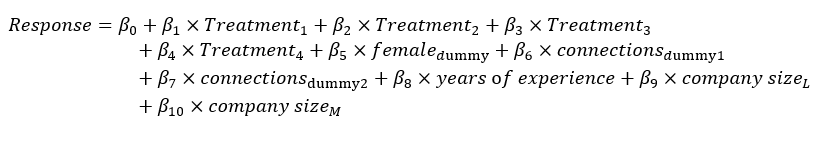 Response = β₀ + β₁ × Treatment₁ + β₂ × Treatment₂ + β₃ × Treatment₃
+ β₄ × Treatment₄ + β₅ × female_dummy + β₆ × connections_dummy1
+ β₇ × connections_dummy2 + β₈ × years of experience + β₉ × company size_L
+ β₁₀ × company size_M